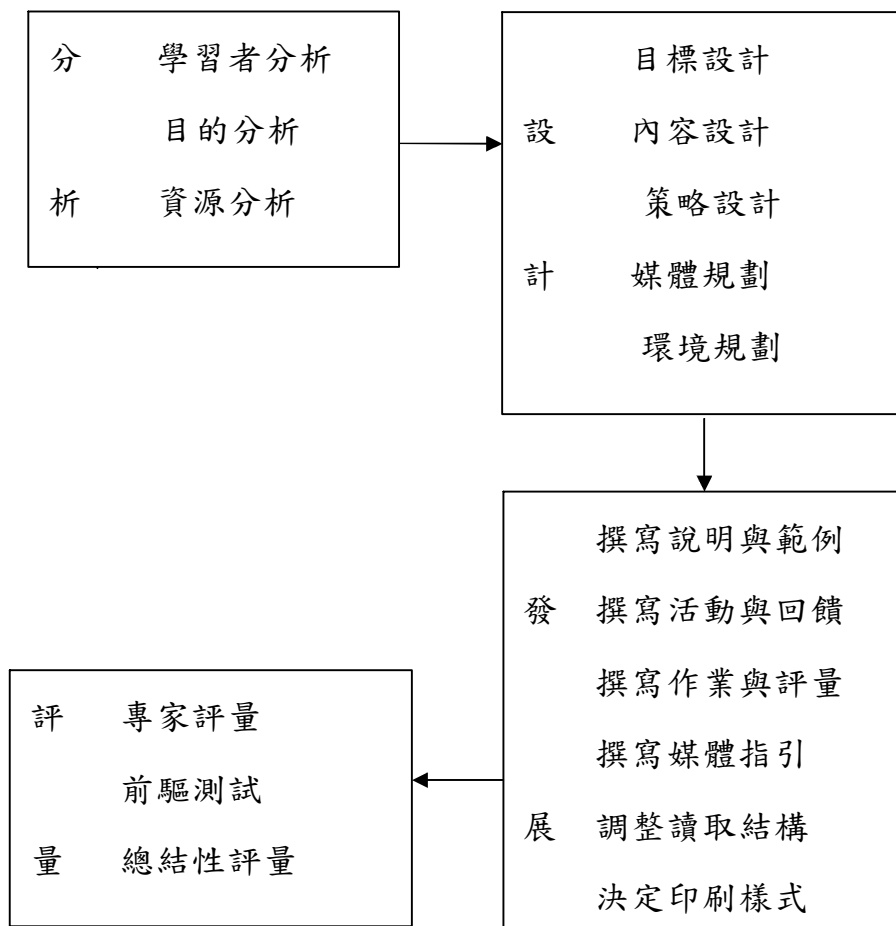 分 學習者分析
目的分析
析 資源分析
目標設計
設 內容設計
策略設計
計 媒體規劃
環境規劃
撰寫說明與範例
發 撰寫活動與回饋
撰寫作業與評量
撰寫媒體指引
展 調整讀取結構
決定印刷樣式
評 專家評量
前驅測試
量 總結性評量